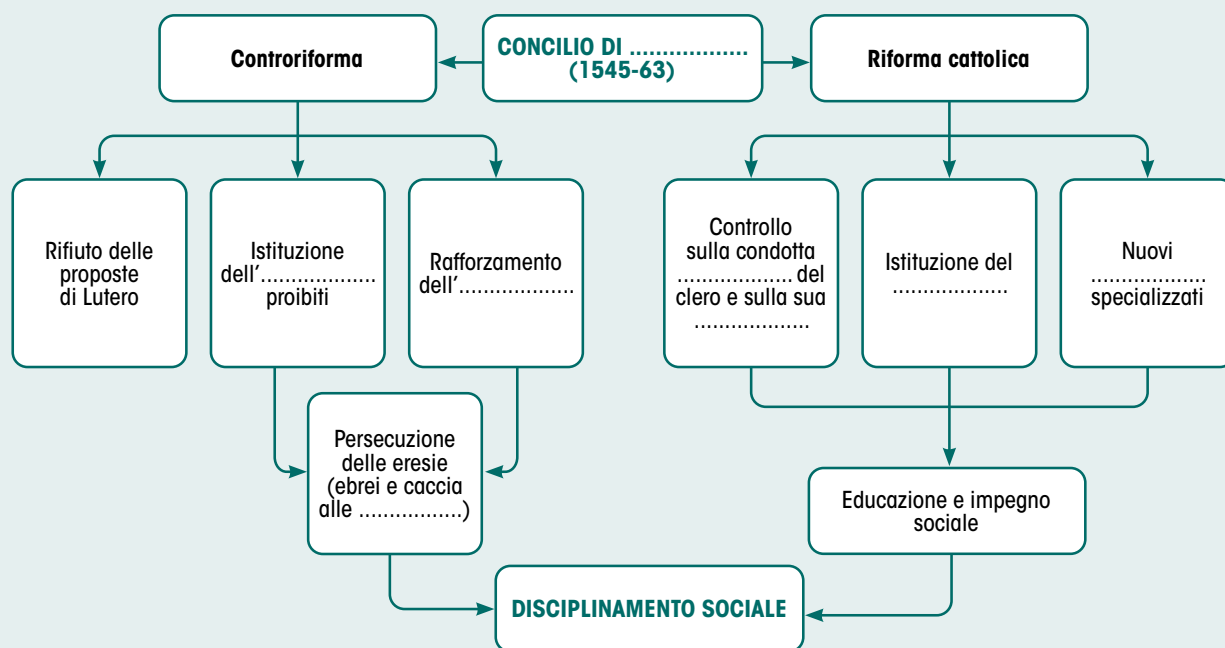 Controriforma
CONCILIO DI ..................
(1545-63)
Riforma cattolica
Rifiuto delle
proposte
di Lutero
Istituzione
dell'..................
proibiti
Rafforzamento
dell'..................
Controllo
sulla condotta
.................. del
clero e sulla sua
..................
Istituzione del
..................
Nuovi
..................
specializzati
Persecuzione
delle eresie
(ebrei e caccia
alle ................)
Educazione e impegno
sociale
DISCIPLINAMENTO SOCIALE